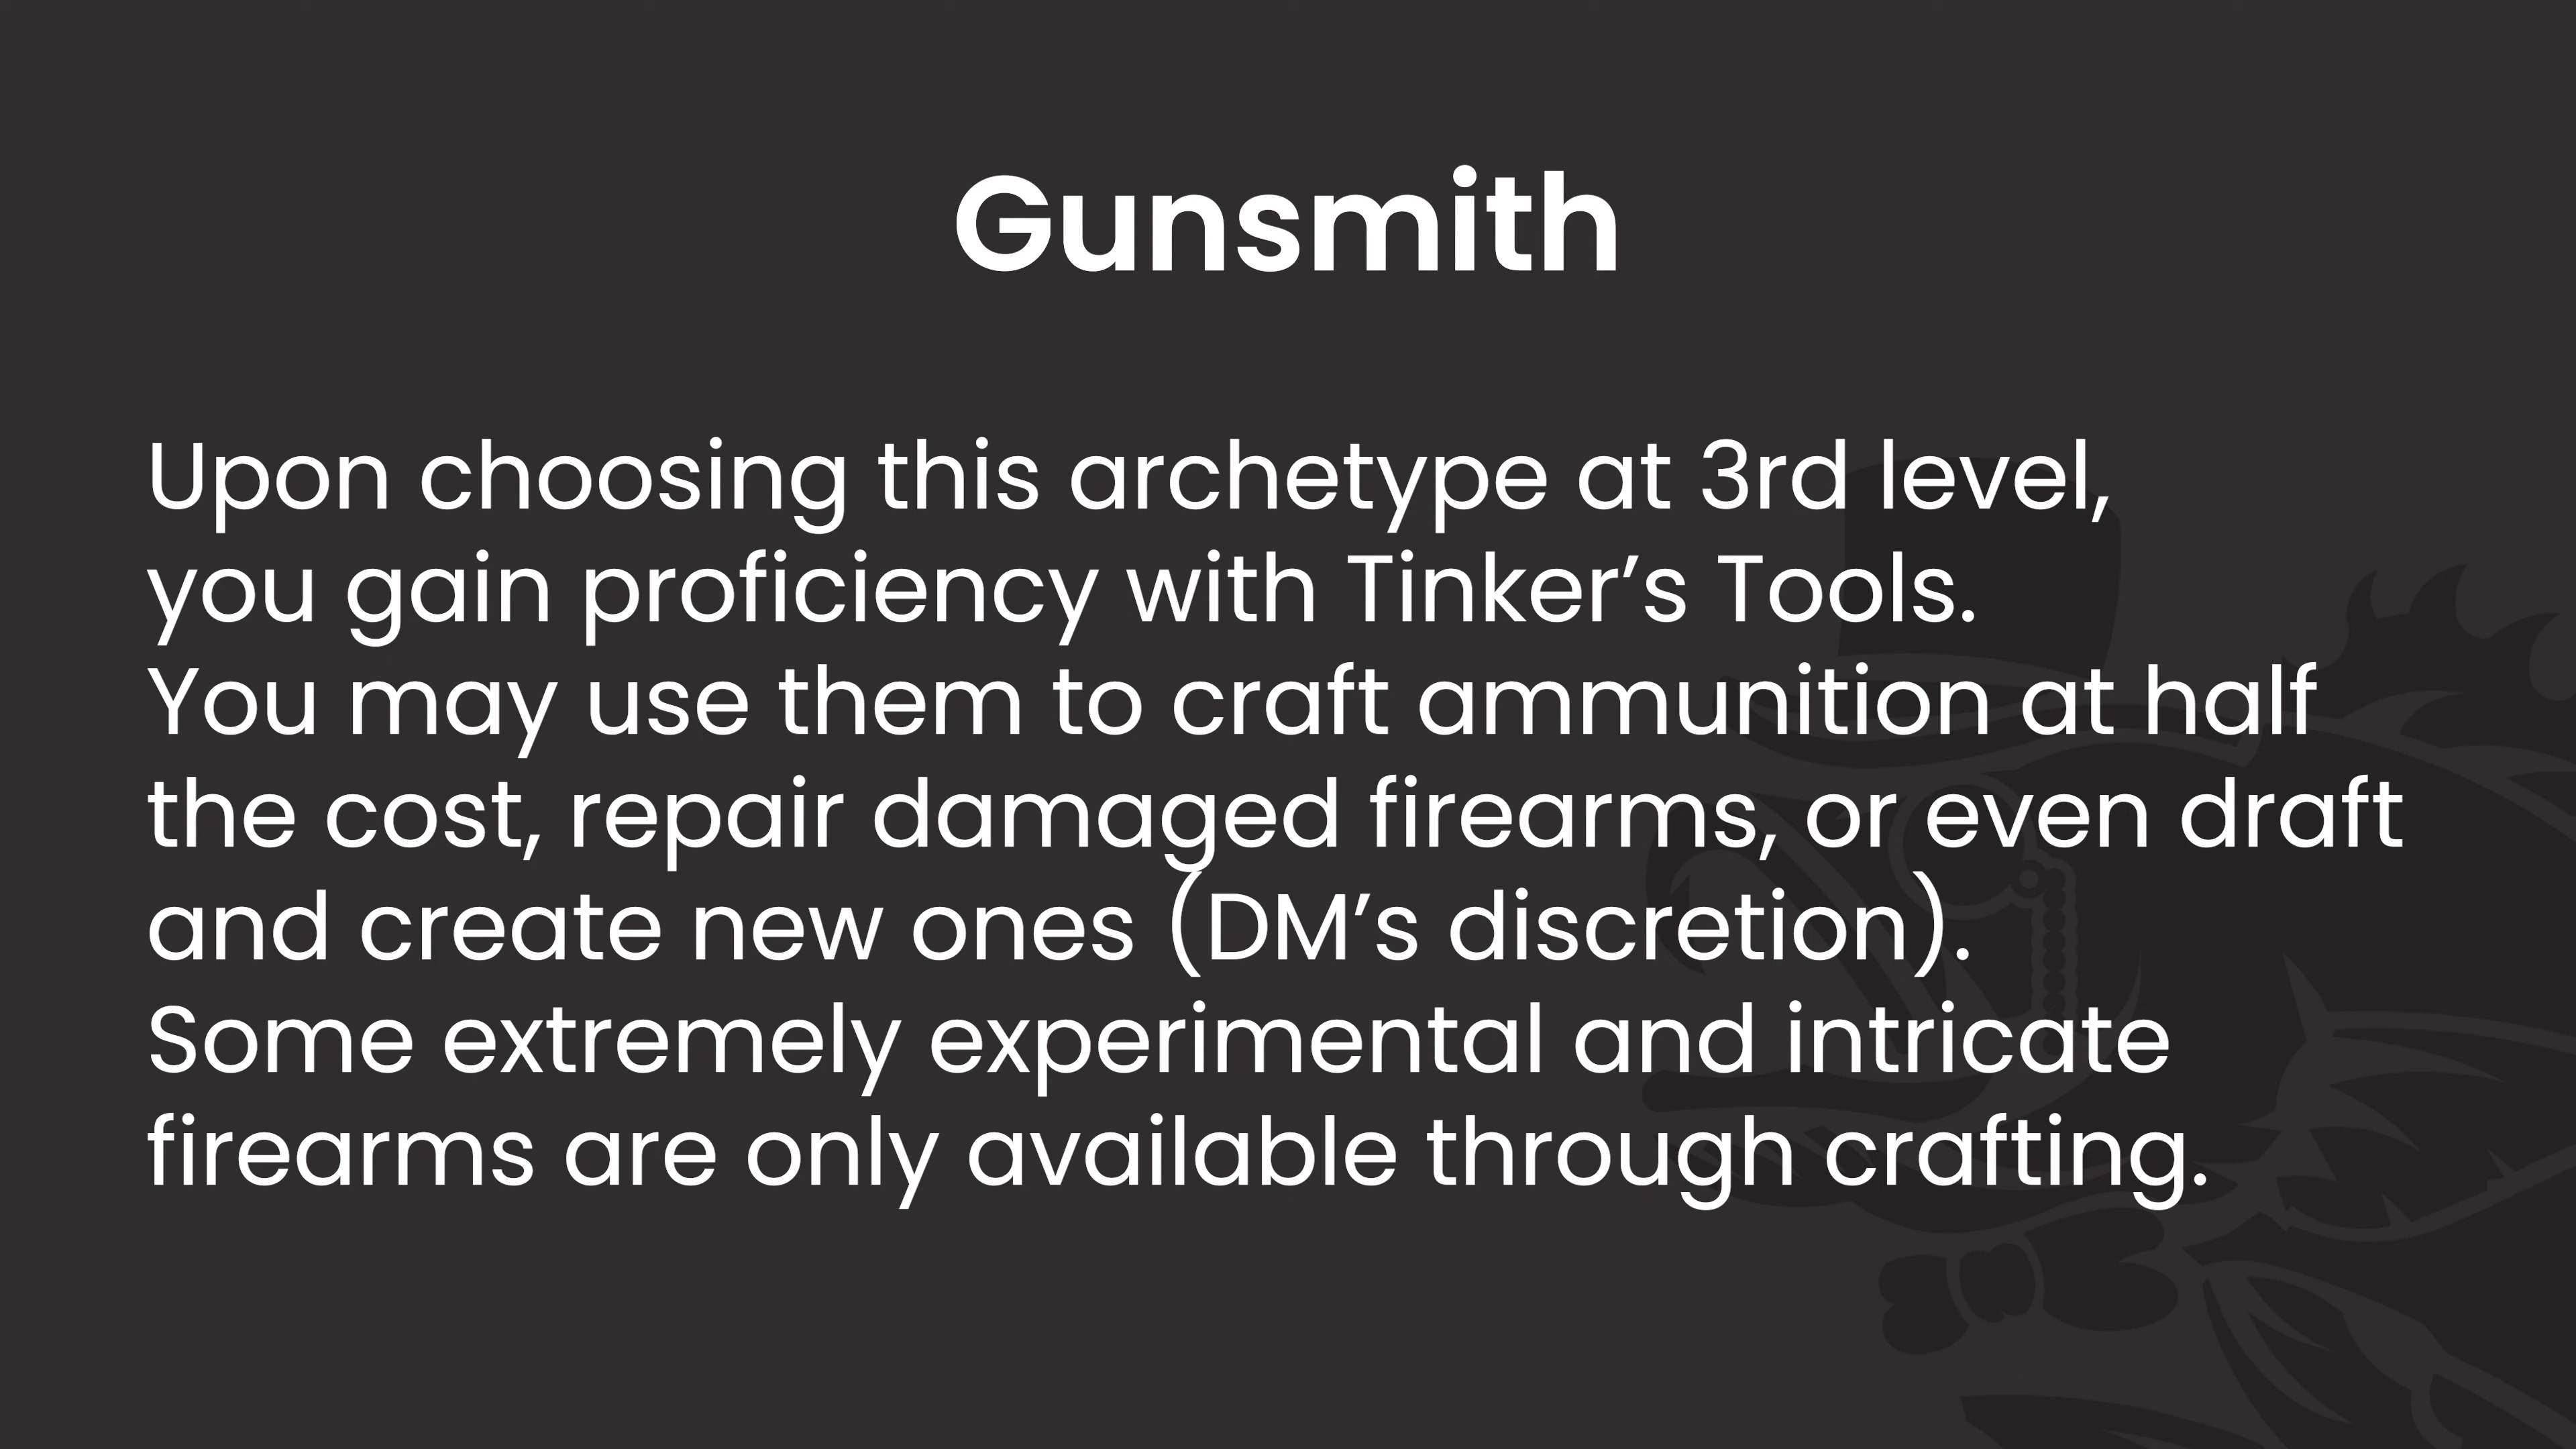 Gunsmith
Upon choosing this archetype at 3rd level,
you gain proficiency with Tinker’s Tools.
You may use them to craft ammunition at half
the cost, repair damaged firearms, or even draft
and create new ones (DM’s discretion).
Some extremely experimental and intricate
firearms are only available through crafting.